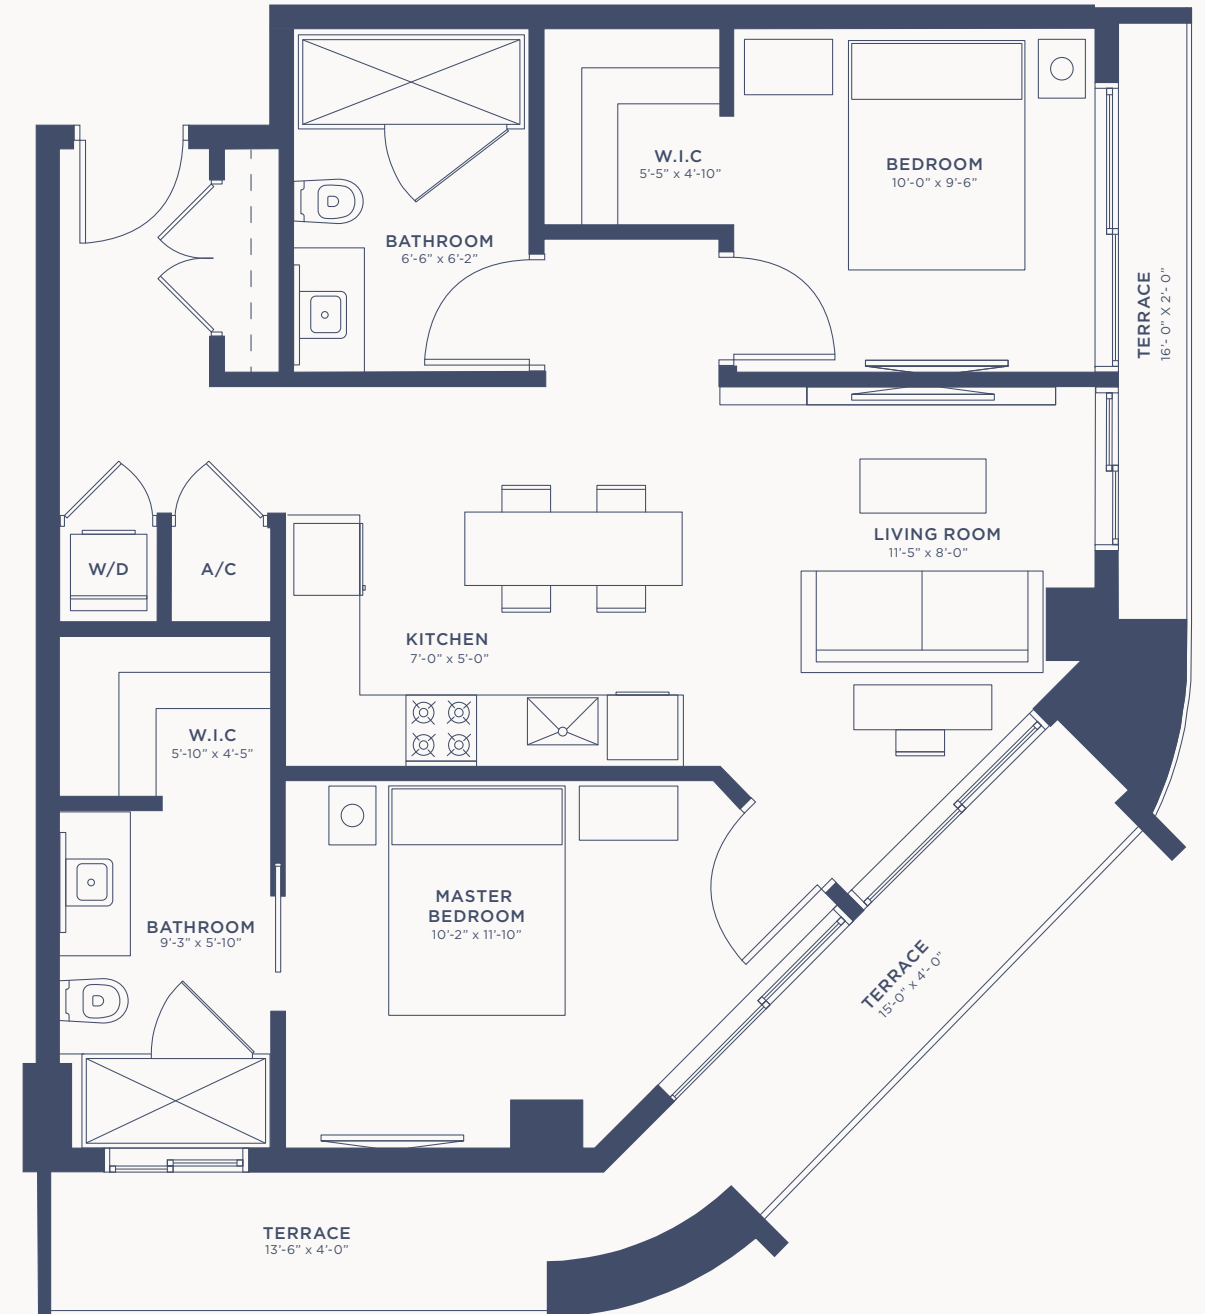 W.I.C
5'-5" x 4'-10"
BEDROOM
10'-0" x 9'-6"
BATHROOM
6'-6" x 6'-2"
TERRACE
16'- 0" X 2'- 0"
LIVING ROOM
11'-5" x 8'-0"
W/D
A/C
KITCHEN
7'-0" x 5'-0"
W.I.C
5'-10" x 4'-5"
MASTER
BEDROOM
10'-2" x 11'-10"
BATHROOM
9'-3" x 5'-10"
TERRACE
15'-0" x 4'- 0"
TERRACE
13'-6" x 4'-0"